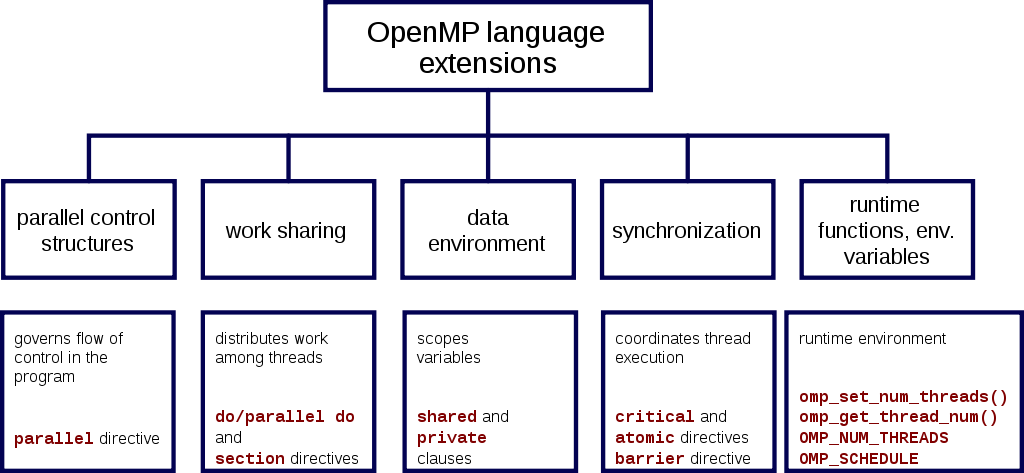 OpenMP language
extensions
parallel control
structures
work sharing
data
environment
synchronization
runtime
functions, env.
variables
governs flow of
control in the
program
parallel directive
distributes work
among threads
do/parallel do
and
section directives
scopes
variables
shared and
private
clauses
coordinates thread
execution
critical and
atomic directives
barrier directive
runtime environment
omp_set_num_threads()
omp_get_thread_num()
OMP_NUM_THREADS
OMP_SCHEDULE